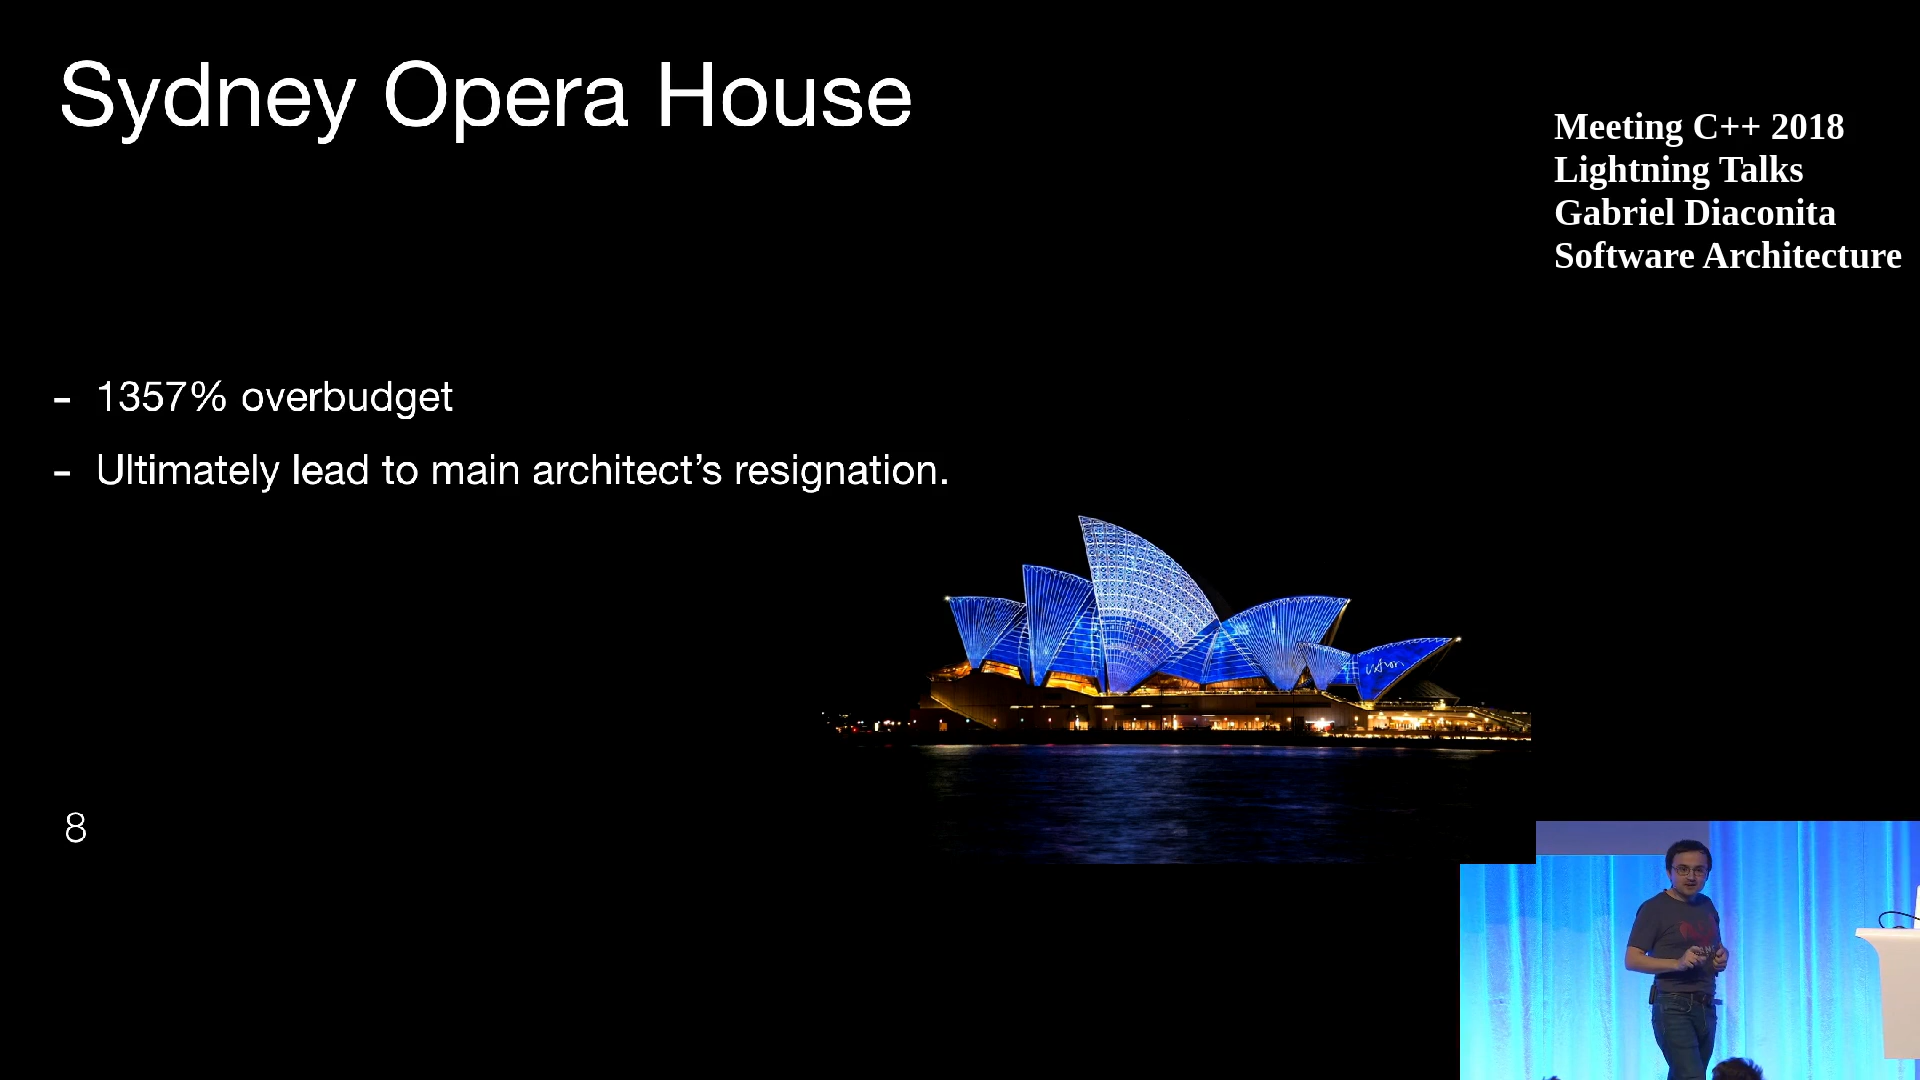 Sydney Opera House
Meeting C++ 2018
Lightning Talks
Gabriel Diaconita
Software Architecture
- 1357% overbudget
- Ultimately lead to main architect’s resignation.
8